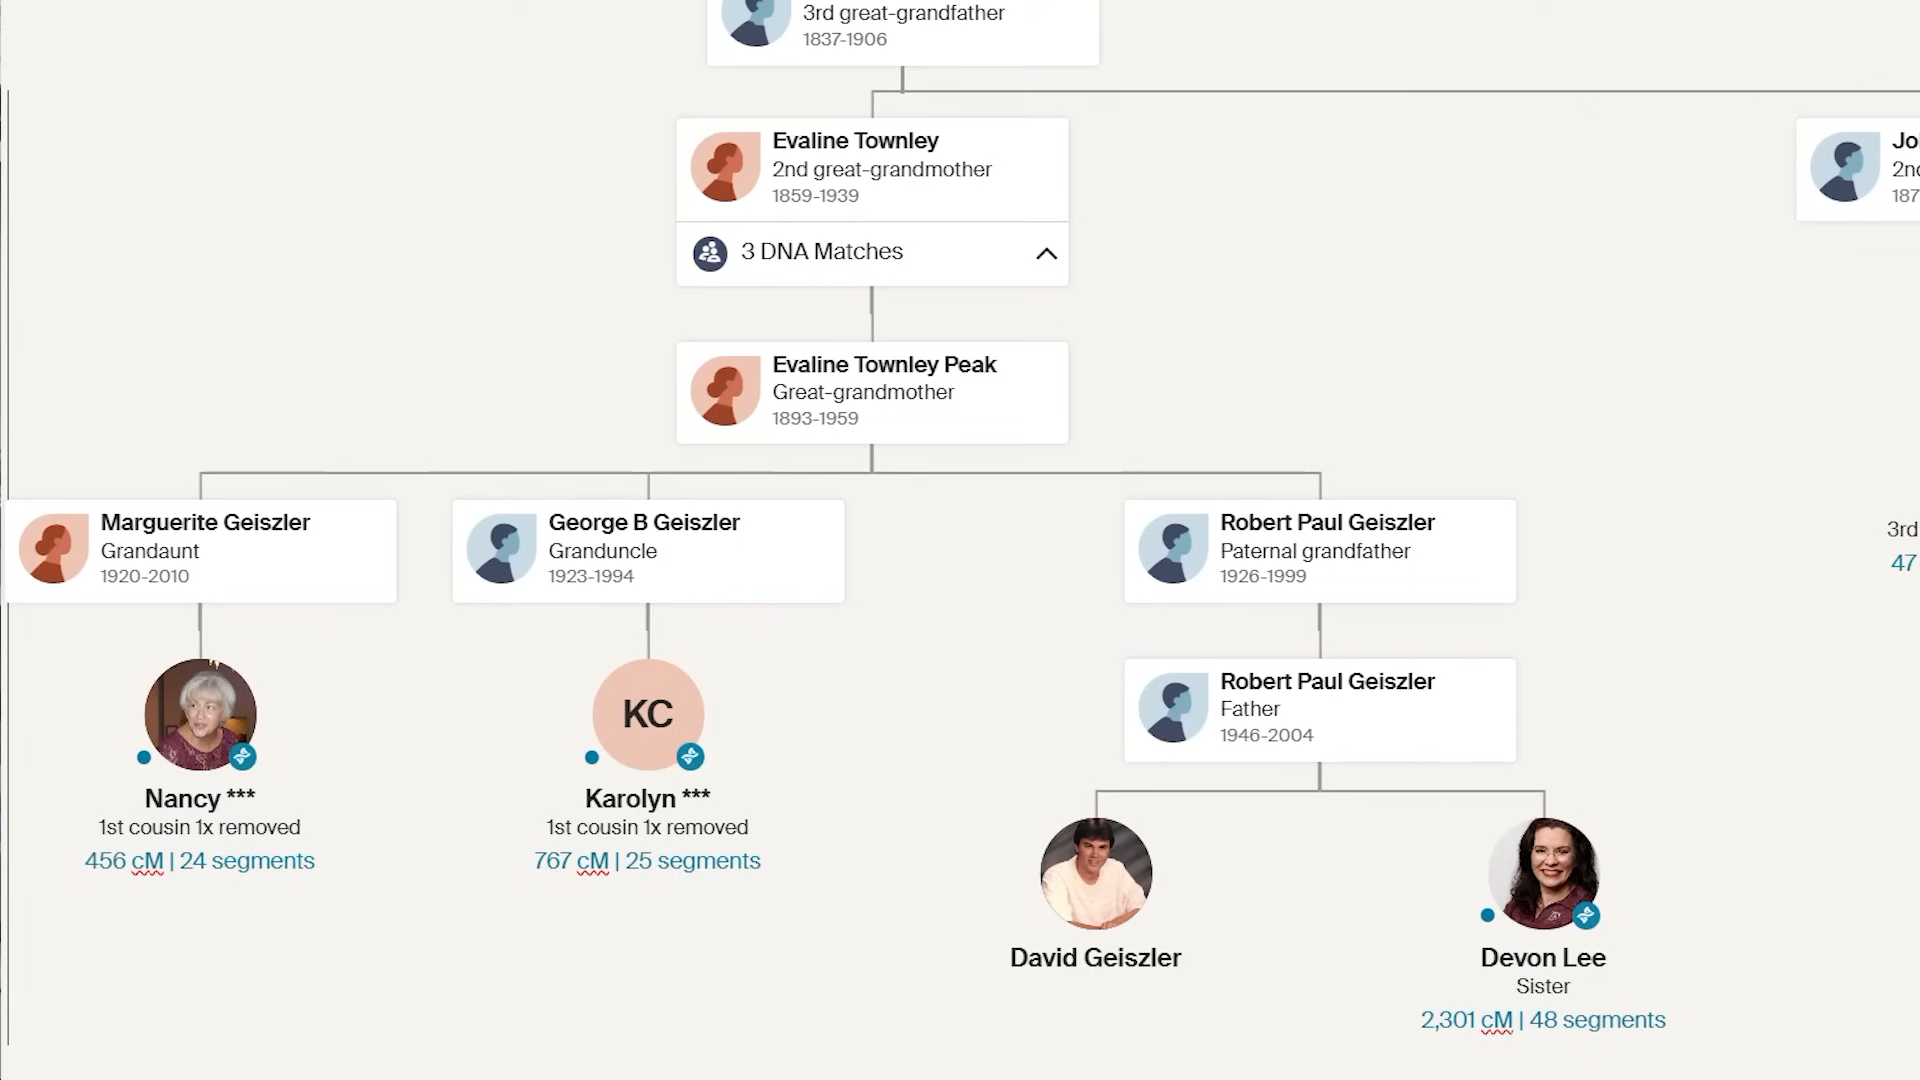 3rd great-grandfather
1837-1906
Evaline Townley
2nd great-grandmother
1859-1939
3 DNA Matches
Evaline Townley Peak
Great-grandmother
1893-1959
Marguerite Geiszler
Grandaunt
1920-2010
George B Geiszler
Granduncle
1923-1994
Robert Paul Geiszler
Paternal grandfather
1926-1999
3rd
47
Robert Paul Geiszler
Father
1946-2004
KC
Nancy ***
1st cousin 1x removed
456 cM | 24 segments
Karolyn ***
1st cousin 1x removed
767 cM | 25 segments
David Geiszler
Devon Lee
Sister
2,301 cM | 48 segments